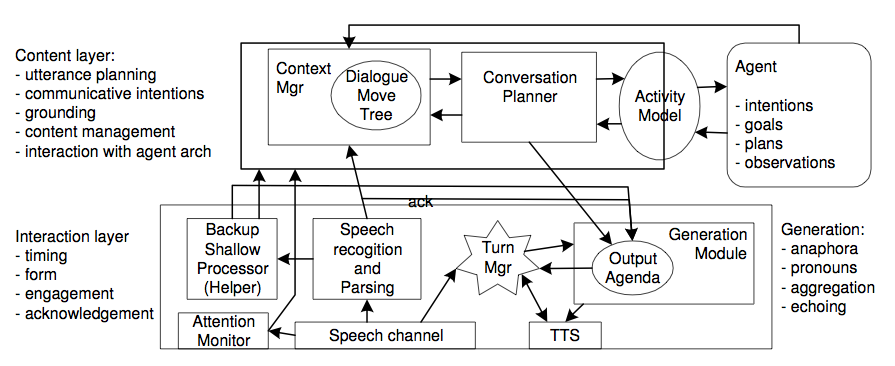 Content layer:
- utterance planning
- communicative intentions
- grounding
- content management
- interaction with agent arch
Context
Mgr
Dialogue
Move
Tree
Conversation
Planner
Activity
Model
Agent
- intentions
- goals
- plans
- observations
ack
Interaction layer
- timing
- form
- engagement
- acknowledgement
Backup
Shallow
Processor
(Helper)
Speech
recogition
and
Parsing
Turn
Mgr
Generation
Module
Output
Agenda
Generation:
- anaphora
- pronouns
- aggregation
- echoing
Attention
Monitor
Speech channel
TTS